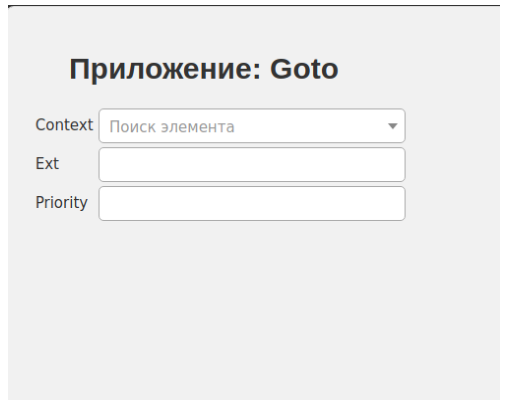 Приложение: Goto
Context Поиск элемента
Ext
Priority